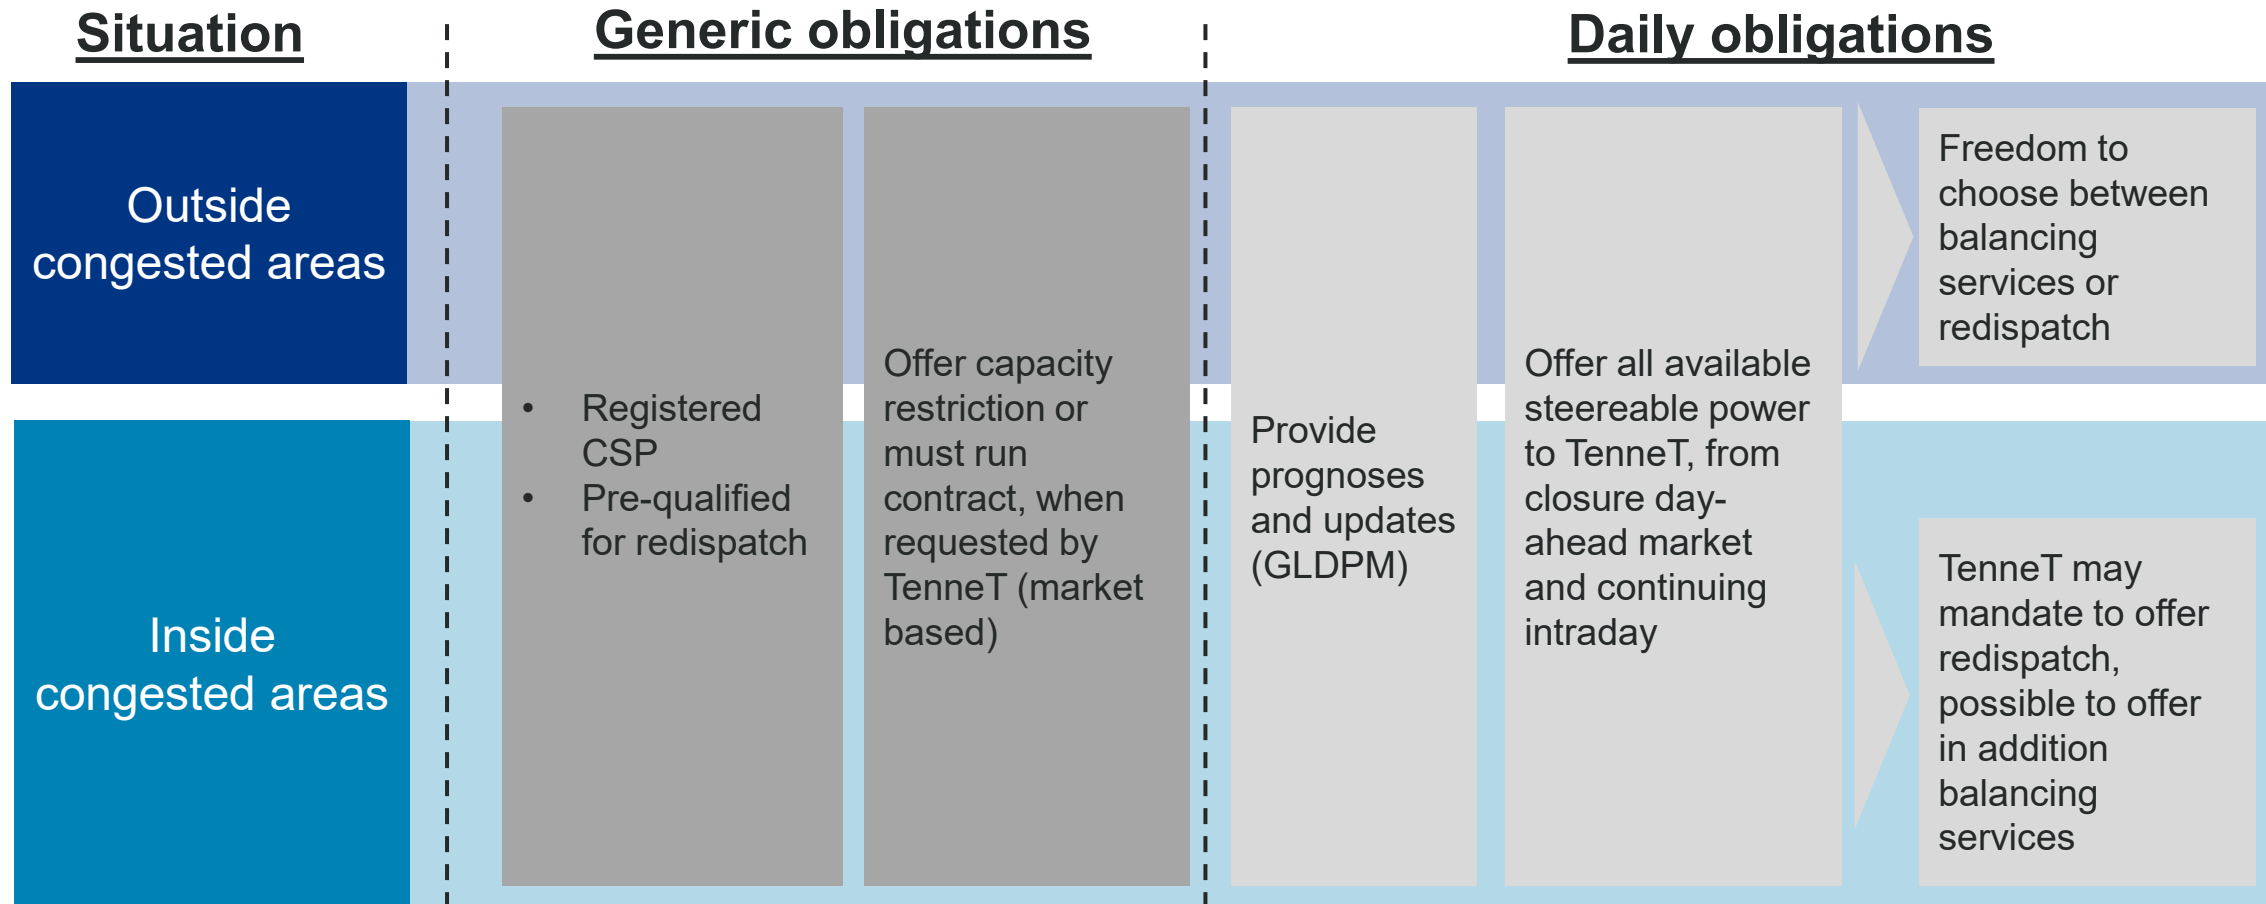 Situation
Generic obligations
Daily obligations
Outside
congested areas
Inside
congested areas
• Registered
CSP
• Pre-qualified
for redispatch
Offer capacity
restriction or
must run
contract, when
requested by
TenneT (market
based)
Provide
prognoses
and updates
(GLDPM)
Offer all available
steereable power
to TenneT, from
closure day-
ahead market
and continuing
intraday
Freedom to
choose between
balancing
services or
redispatch
TenneT may
mandate to offer
redispatch,
possible to offer
in addition
balancing
services